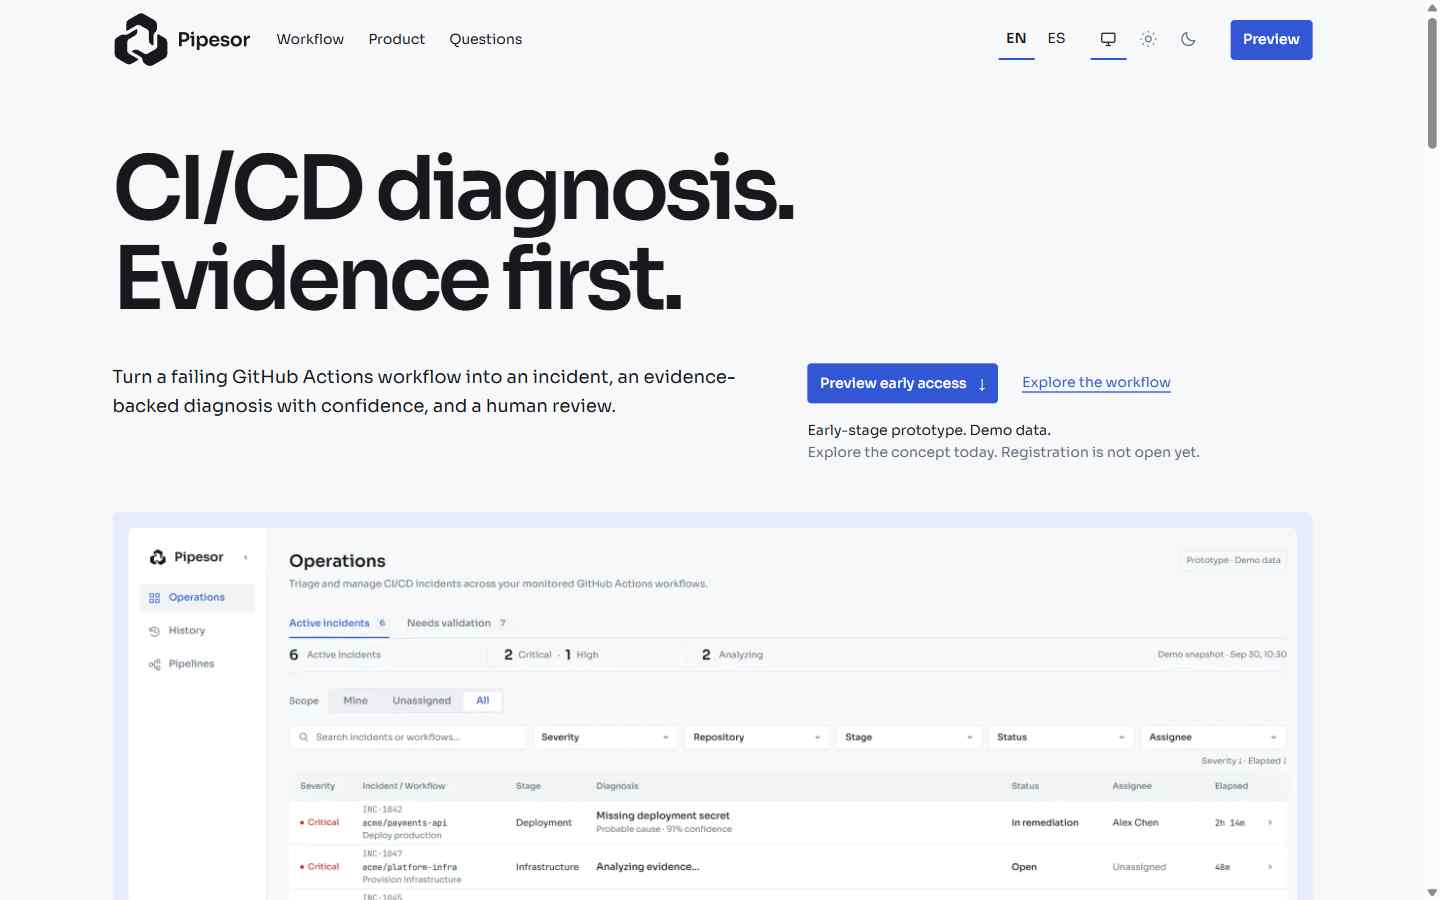 Pipesor
Workflow
Product
Questions
EN
ES
Preview
CI/CD diagnosis.
Evidence first.
Turn a failing GitHub Actions workflow into an incident, an evidence-
backed diagnosis with confidence, and a human review.
Preview early access ↓
Explore the workflow
Early-stage prototype. Demo data.
Explore the concept today. Registration is not open yet.
Pipesor
Operations
History
Pipelines
Operations
Prototype · Demo data
Triage and manage CI/CD incidents across your monitored GitHub Actions workflows.
Active incidents 6
Needs validation 7
6 Active incidents
2 Critical · 1 High
2 Analyzing
Demo snapshot · Sep 30, 10:30
Scope
Mine
Unassigned
All
Search incidents or workflows...
Severity
Repository
Stage
Status
Assignee
Severity ↓ · Elapsed ↓
Severity
Incident / Workflow
Stage
Diagnosis
Status
Assignee
Elapsed
Critical
INC-1042
acme/payments-api
Deploy production
Deployment
Missing deployment secret
Probable cause · 91% confidence
In remediation
Alex Chen
2h 14m
Critical
INC-1047
acme/platform-infra
Provision infrastructure
Infrastructure
Analyzing evidence...
Open
Unassigned
48m
INC-1045